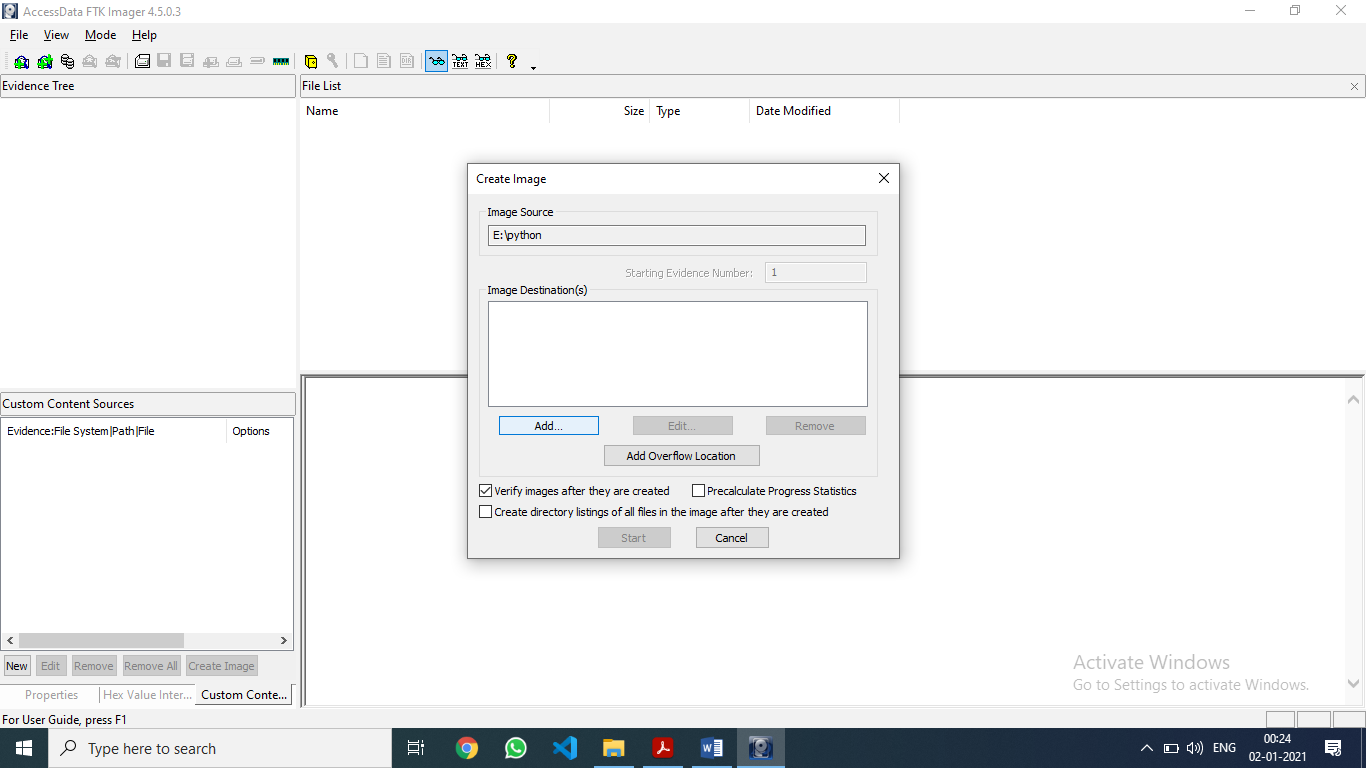 AccessData FTK Imager 4.5.0.3
File View Mode Help
TEXT HEX ?
Evidence Tree
File List
Name Size Type Date Modified
Create Image
Image Source
E:\python
Starting Evidence Number: 1
Image Destination(s)
Add... Edit... Remove
Add Overflow Location
Verify images after they are created Precalculate Progress Statistics
Create directory listings of all files in the image after they are created
Start Cancel
Custom Content Sources
Evidence:File System|Path|File Options
New Edit Remove Remove All Create Image
Properties Hex Value Inter... Custom Conte...
Activate Windows
Go to Settings to activate Windows.
For User Guide, press F1
Type here to search
ENG
00:24
02-01-2021